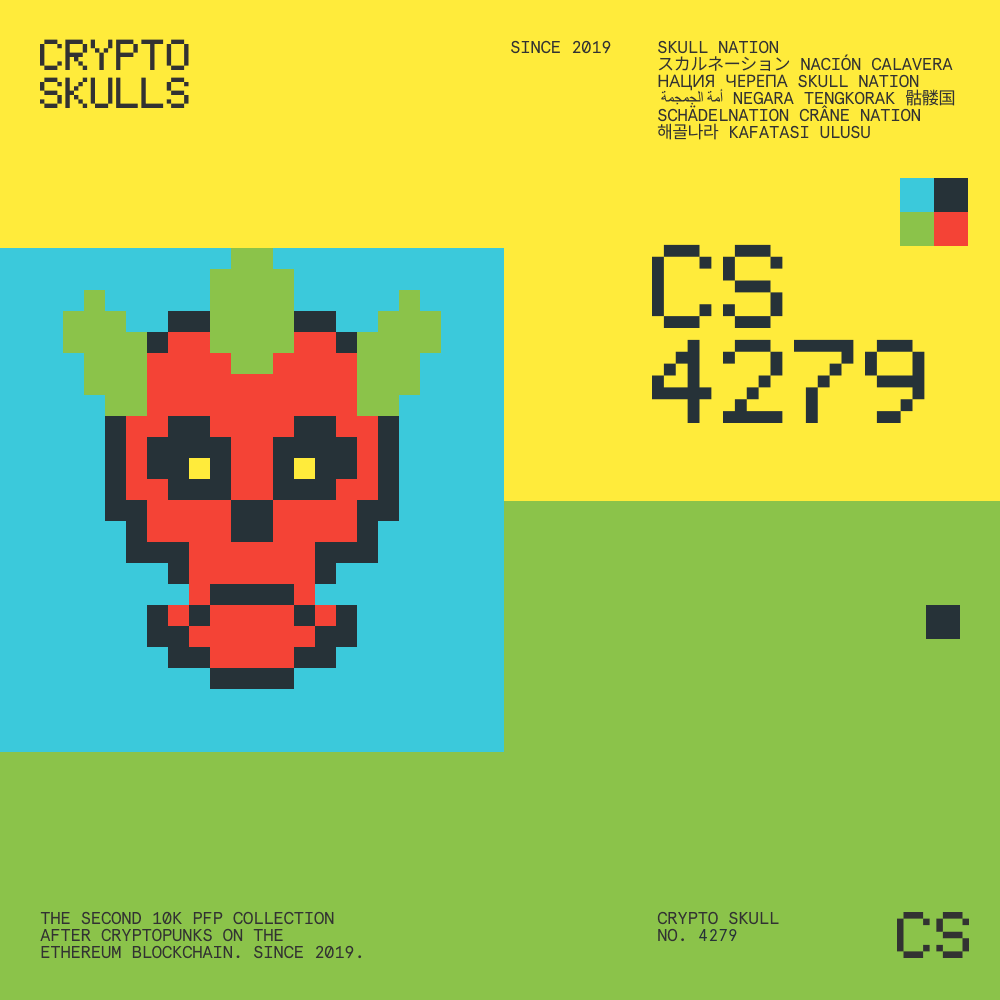 CRYPTO
SKULLS
SINCE 2019
SKULL NATION
スカルネーション NACIÓN CALAVERA
НАЦИЯ ЧЕРЕПА SKULL NATION
أمة الجمجمة NEGARA TENGKORAK 骷髅国
SCHÄDELNATION CRÂNE NATION
해골나라 KAFATASI ULUSU
CS
4279
THE SECOND 10K PFP COLLECTION
AFTER CRYPTOPUNKS ON THE
ETHEREUM BLOCKCHAIN. SINCE 2019.
CRYPTO SKULL
NO. 4279
CS